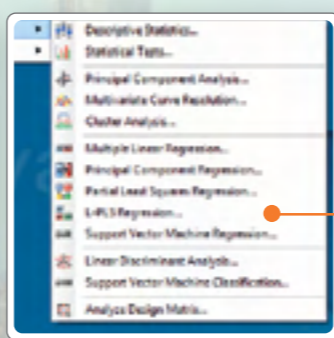 Descriptive Statistics...
Statistical Tests...
Principal Component Analysis...
Multivariate Curve Resolution...
Cluster Analysis...
Multiple Linear Regression...
Principal Component Regression...
Partial Least Squares Regression...
L-PLS Regression...
Support Vector Machine Regression...
Linear Discriminant Analysis...
Support Vector Machine Classification...
Analyze Design Matrix...